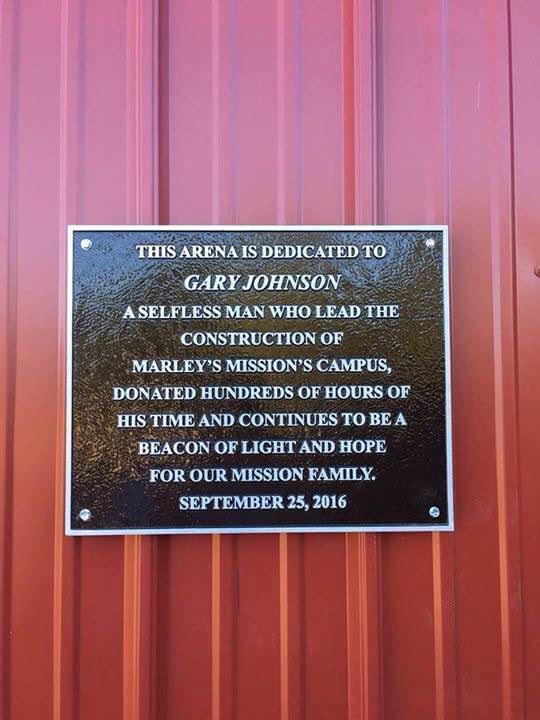 THIS ARENA IS DEDICATED TO
GARY JOHNSON
A SELFLESS MAN WHO LEAD THE
CONSTRUCTION OF
MARLEY'S MISSION'S CAMPUS,
DONATED HUNDREDS OF HOURS OF
HIS TIME AND CONTINUES TO BE A
BEACON OF LIGHT AND HOPE
FOR OUR MISSION FAMILY.
SEPTEMBER 25, 2016